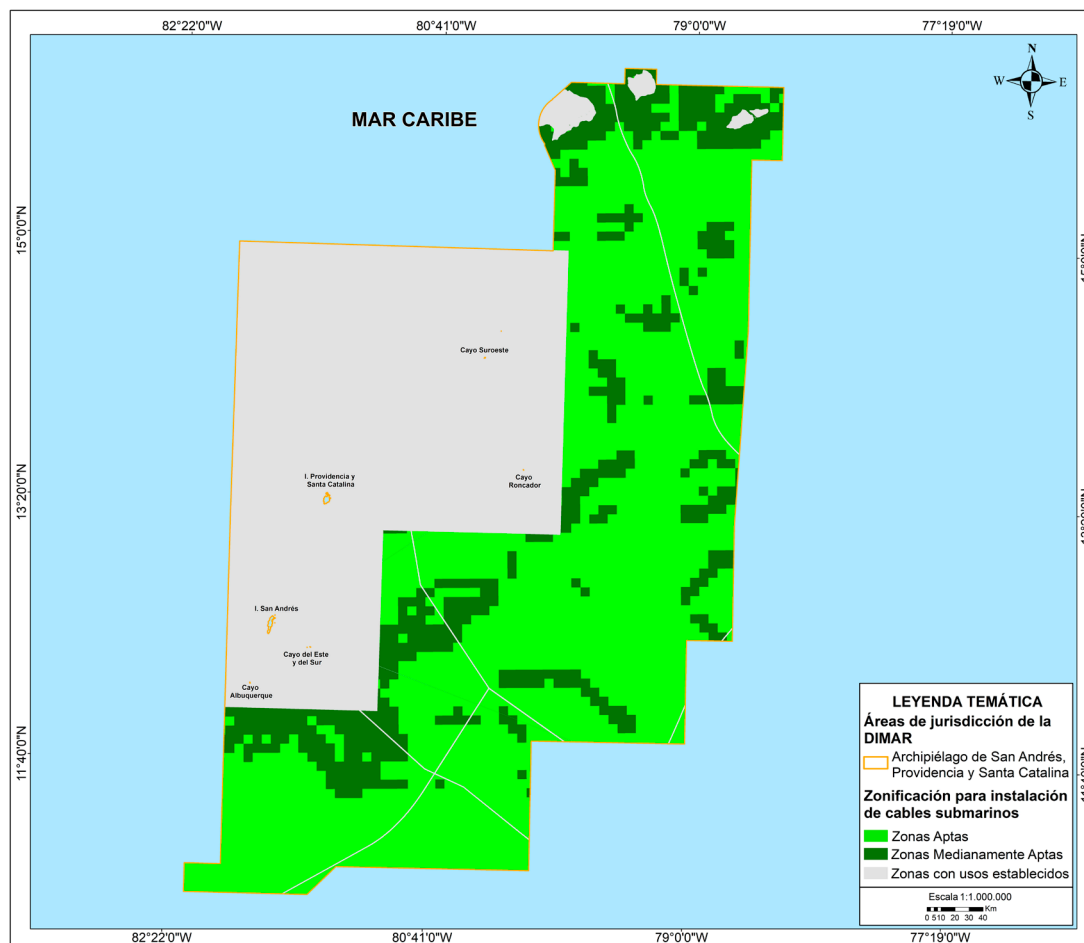 82°22'0"W
80°41'0"W
79°0'0"W
77°19'0"W
N
W
E
S
MAR CARIBE
15°0'0"N
15°0'0"N
Cayo Suroeste
I. Providencia y
Santa Catalina
Cayo
Roncador
13°20'0"N
I. San Andrés
Cayo del Este
y del Sur
Cayo
Albuquerque
11°40'0"N
LEYENDA TEMÁTICA
Áreas de jurisdicción de la
DIMAR
Archipiélago de San Andrés,
Providencia y Santa Catalina
Zonificación para instalación
de cables submarinos
Zonas Aptas
Zonas Medianamente Aptas
Zonas con usos establecidos
Escala 1:1.000.000
Km
0 5 10 20 30 40
82°22'0"W
80°41'0"W
79°0'0"W
77°19'0"W